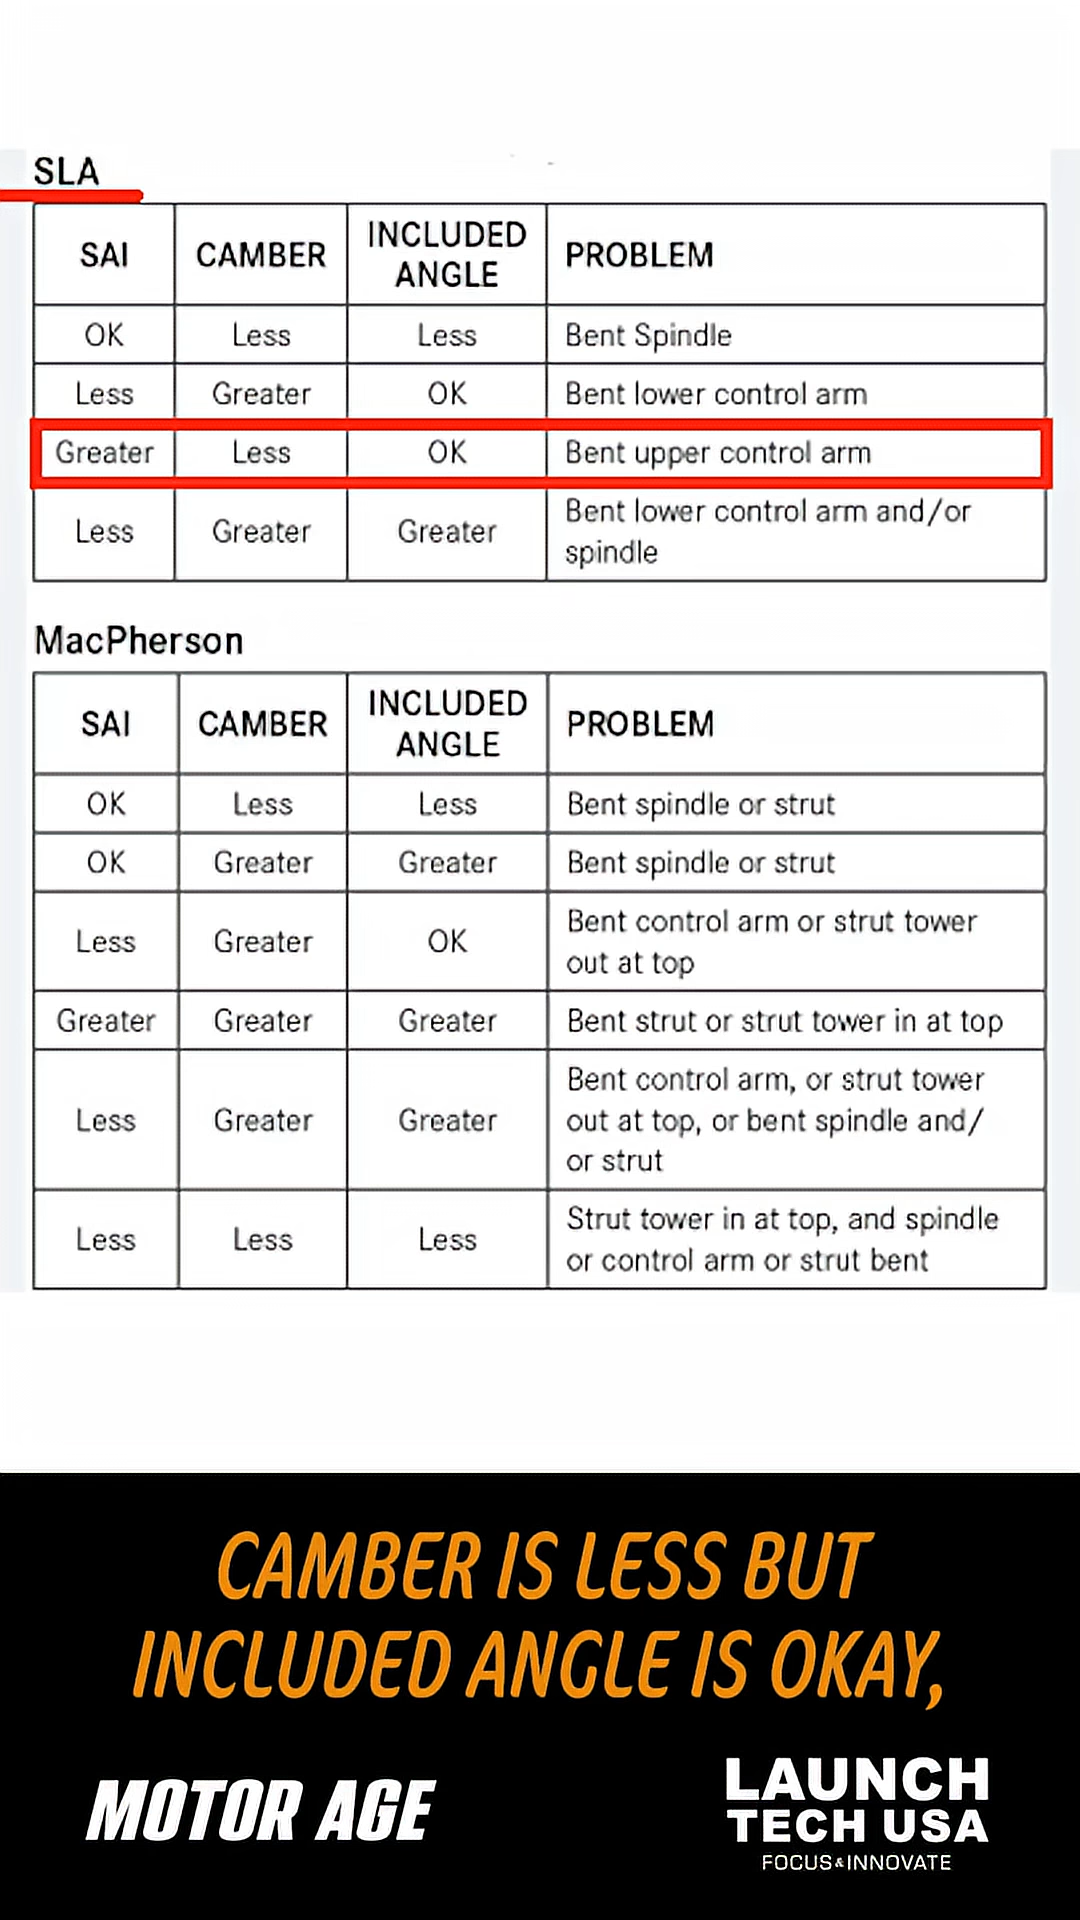 SLA
SAI CAMBER INCLUDED ANGLE PROBLEM
OK Less Less Bent Spindle
Less Greater OK Bent lower control arm
Greater Less OK Bent upper control arm
Less Greater Greater Bent lower control arm and/or spindle
MacPherson
SAI CAMBER INCLUDED ANGLE PROBLEM
OK Less Less Bent spindle or strut
OK Greater Greater Bent spindle or strut
Less Greater OK Bent control arm or strut tower out at top
Greater Greater Greater Bent strut or strut tower in at top
Less Greater Greater Bent control arm, or strut tower out at top, or bent spindle and/or strut
Less Less Less Strut tower in at top, and spindle or control arm or strut bent
CAMBER IS LESS BUT
INCLUDED ANGLE IS OKAY,
MOTOR AGE
LAUNCH
TECH USA
FOCUS&INNOVATE